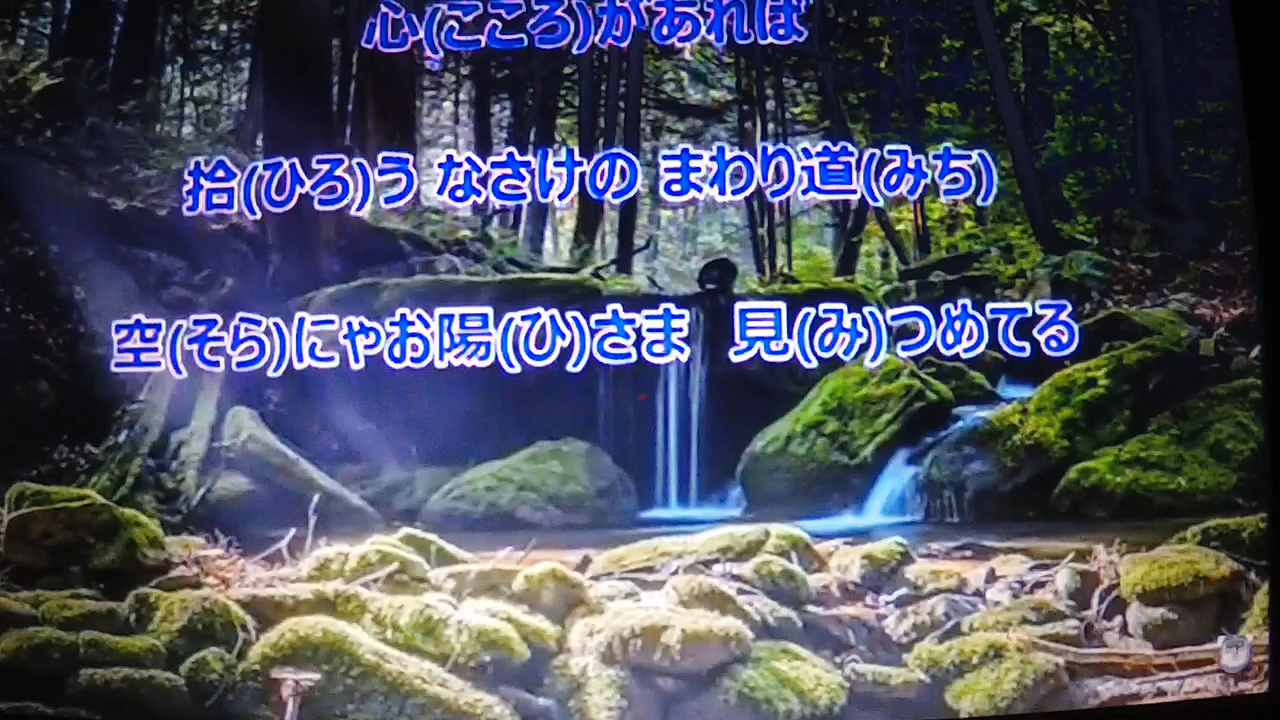 心(こころ)があれば
拾(ひろ)う なさけの まわり道(みち)
空(そら)にゃお陽(ひ)さま 見(み)つめてる